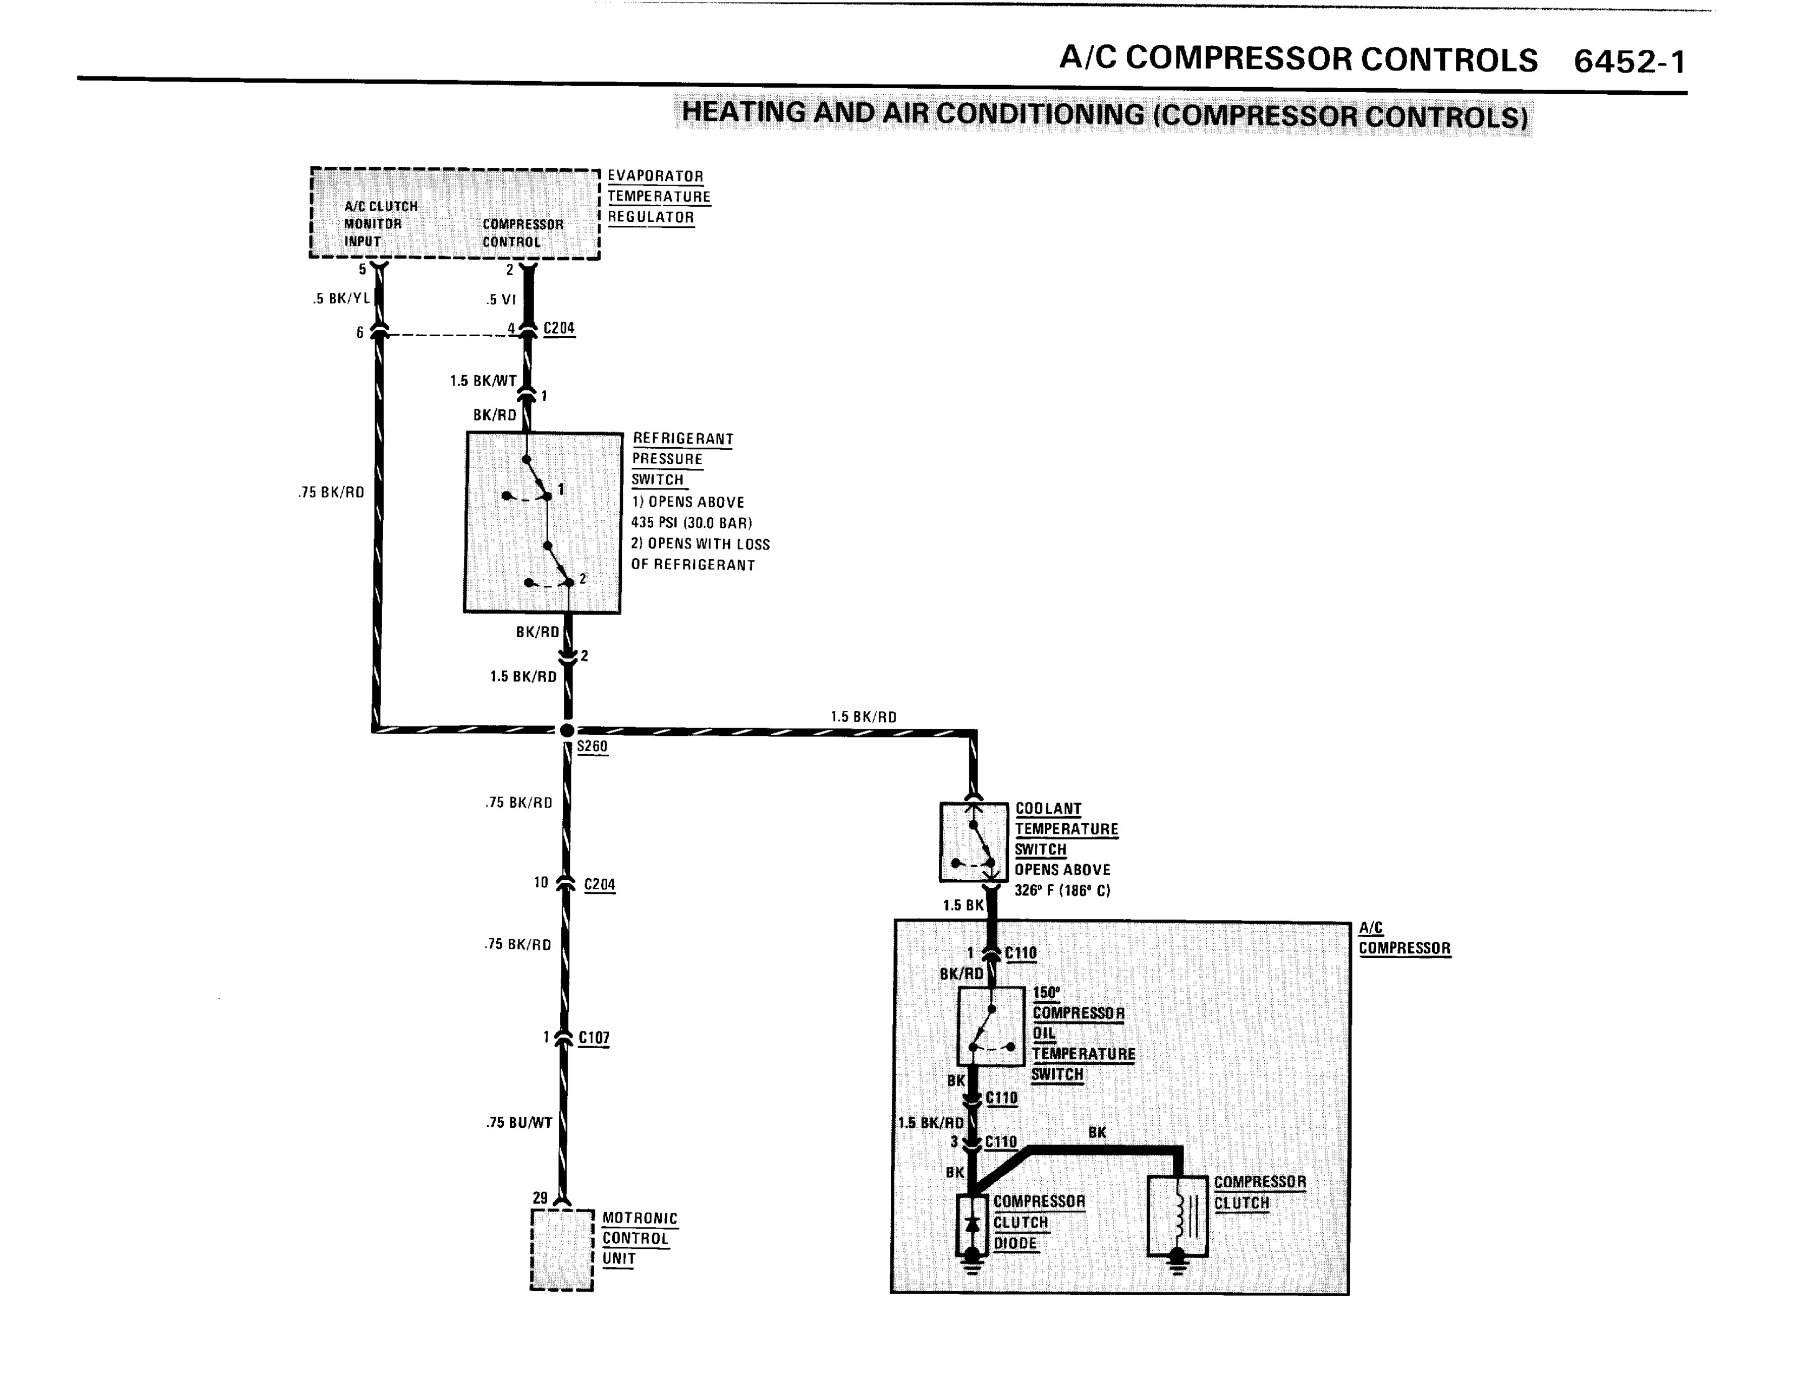 A/C COMPRESSOR CONTROLS 6452-1
HEATING AND AIR CONDITIONING (COMPRESSOR CONTROLS)
EVAPORATOR
TEMPERATURE
REGULATOR
A/C CLUTCH
MONITOR
INPUT
COMPRESSOR
CONTROL
5
2
.5 BK/YL
.5 VI
6
4
C204
1.5 BK/WT
1
BK/RD
REFRIGERANT
PRESSURE
SWITCH
1) OPENS ABOVE
435 PSI (30.0 BAR)
2) OPENS WITH LOSS
OF REFRIGERANT
1
2
.75 BK/RD
BK/RD
2
1.5 BK/RD
1.5 BK/RD
S260
.75 BK/RD
COOLANT
TEMPERATURE
SWITCH
OPENS ABOVE
326° F (186° C)
10
C204
1.5 BK
A/C
COMPRESSOR
.75 BK/RD
1
C110
BK/RD
150°
COMPRESSOR
OIL
TEMPERATURE
SWITCH
1
C107
BK
C110
.75 BU/WT
1.5 BK/RD
3
C110
BK
BK
COMPRESSOR
CLUTCH
29
COMPRESSOR
CLUTCH
DIODE
MOTRONIC
CONTROL
UNIT